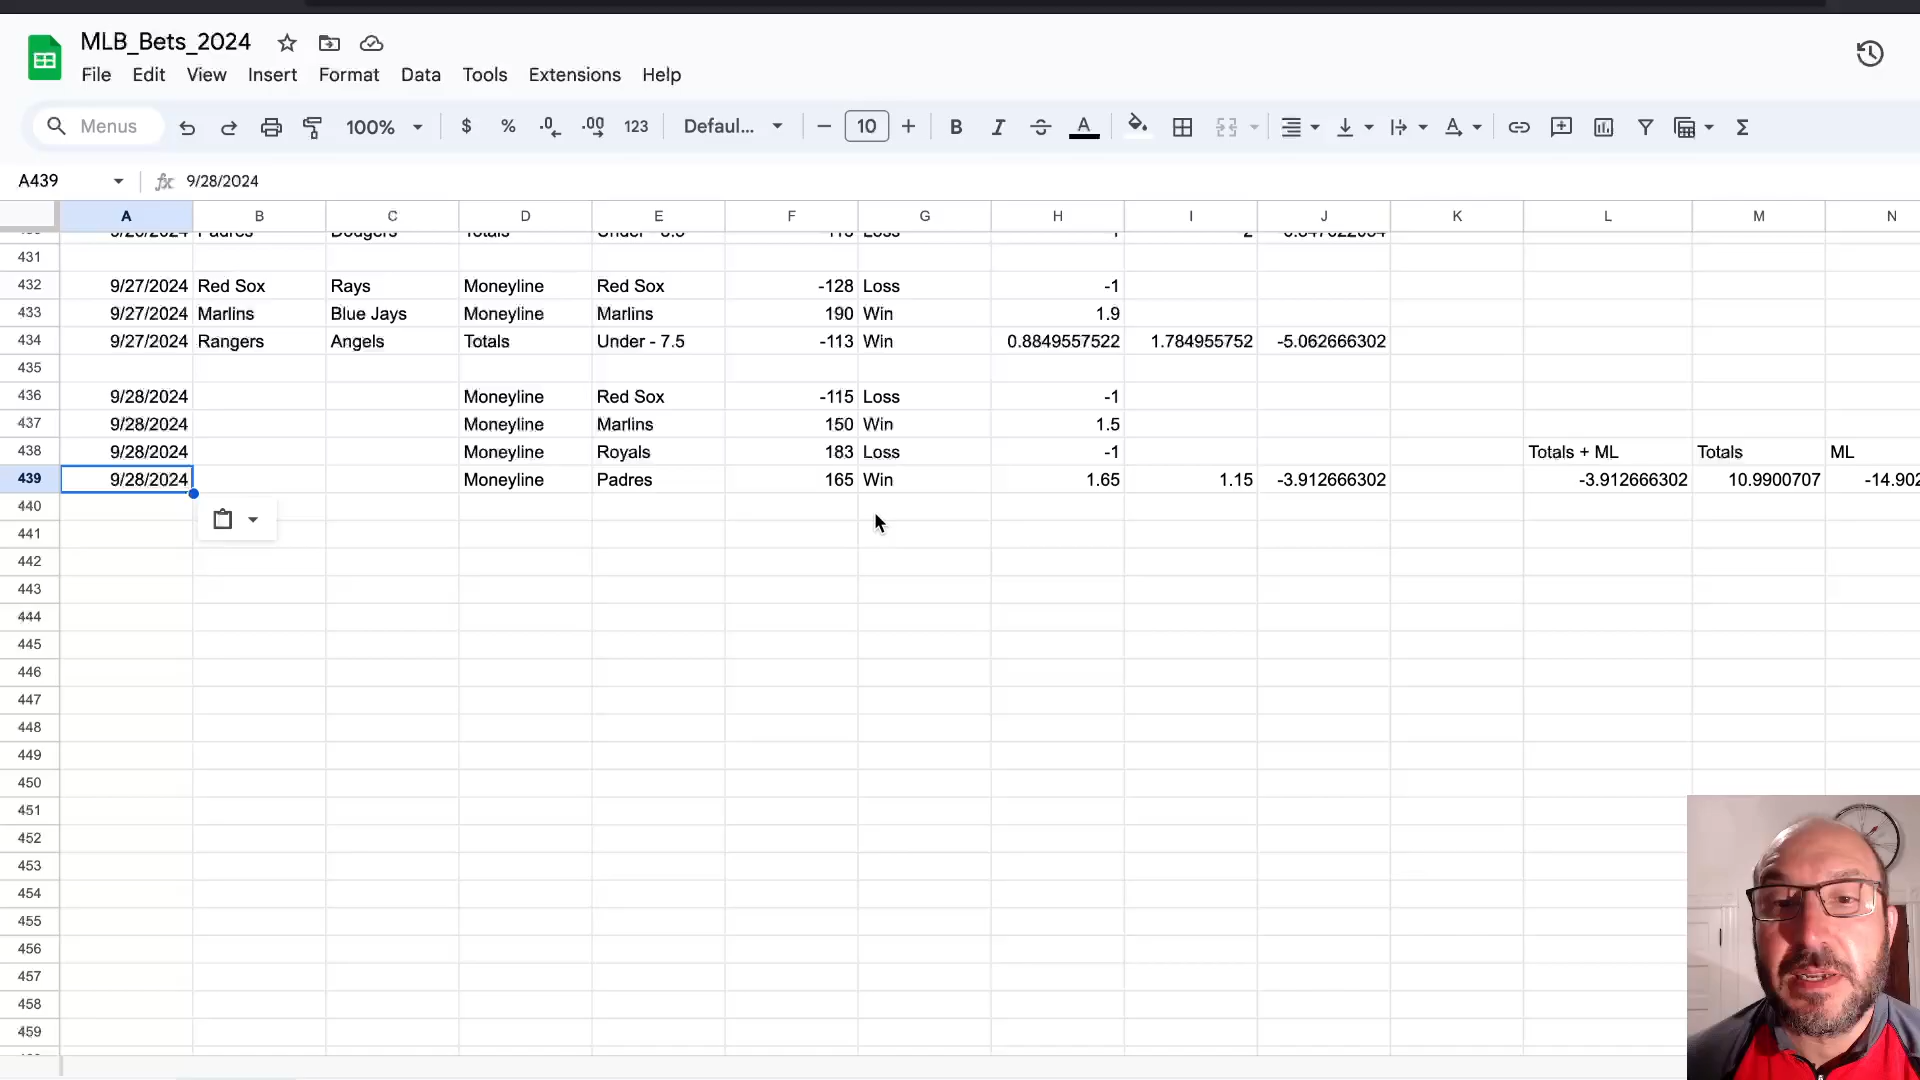 MLB_Bets_2024
File Edit View Insert Format Data Tools Extensions Help
Menus 100% $ % .0 .00 123 Defaul... 10 B I A A Σ
A439 fx 9/28/2024
A B C D E F G H I J K L M N
431
432 9/27/2024 Red Sox Rays Moneyline Red Sox -128 Loss -1
433 9/27/2024 Marlins Blue Jays Moneyline Marlins 190 Win 1.9
434 9/27/2024 Rangers Angels Totals Under - 7.5 -113 Win 0.8849557522 1.784955752 -5.062666302
435
436 9/28/2024 Moneyline Red Sox -115 Loss -1
437 9/28/2024 Moneyline Marlins 150 Win 1.5
438 9/28/2024 Moneyline Royals 183 Loss -1 Totals + ML Totals ML
439 9/28/2024 Moneyline Padres 165 Win 1.65 1.15 -3.912666302 -3.912666302 10.9900707 -14.902
440
441
442
443
444
445
446
447
448
449
450
451
452
453
454
455
456
457
458
459